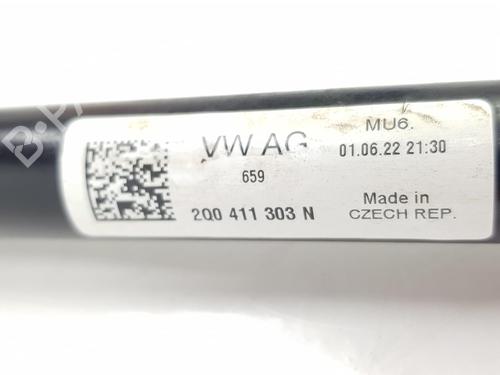 VW AG
659
2Q0 411 303 N
MU6.
01.06.22 21:30
Made in
CZECH REP.